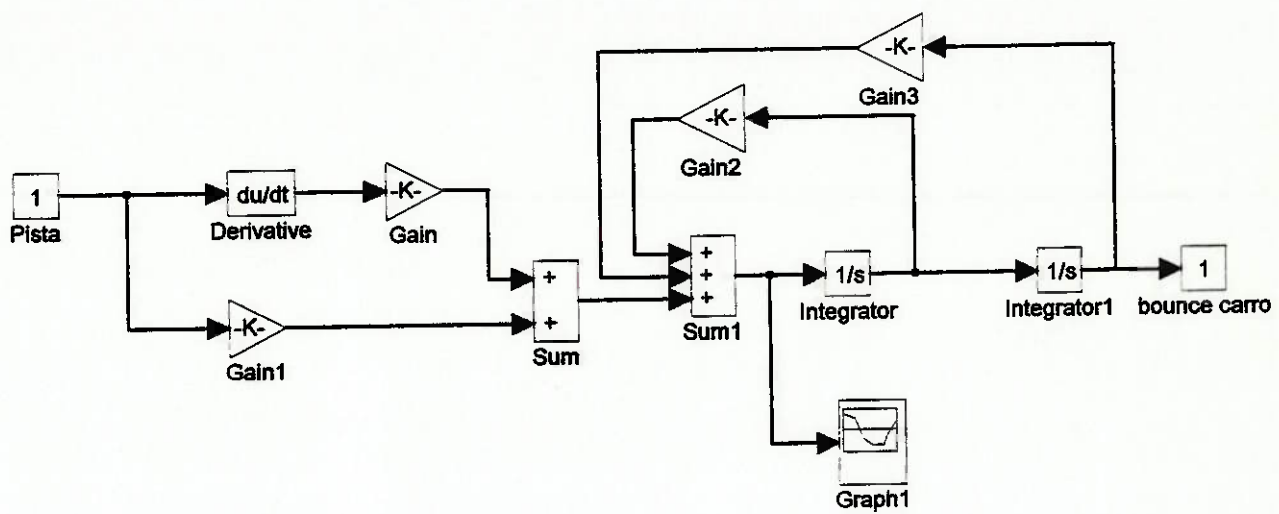 -K-
Gain3
-K-
Gain2
1
Pista
du/dt
Derivative
-K-
Gain
-K-
Gain1
+
+
Sum
+
+
+
Sum1
1/s
Integrator
1/s
Integrator1
1
bounce carro
Graph1